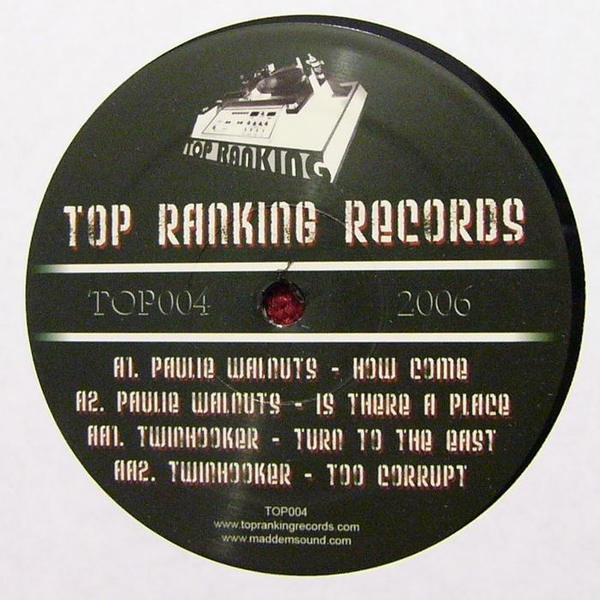 TOP RANKING
TOP RANKING RECORDS
TOP004 2006
A1. PAULIE WALNUTS - HOW COME
A2. PAULIE WALNUTS - IS THERE A PLACE
AA1. TWINHOOKER - TURN TO THE EAST
AA2. TWINHOOKER - TOO CORRUPT
TOP004
www.toprankingrecords.com
www.maddemsound.com